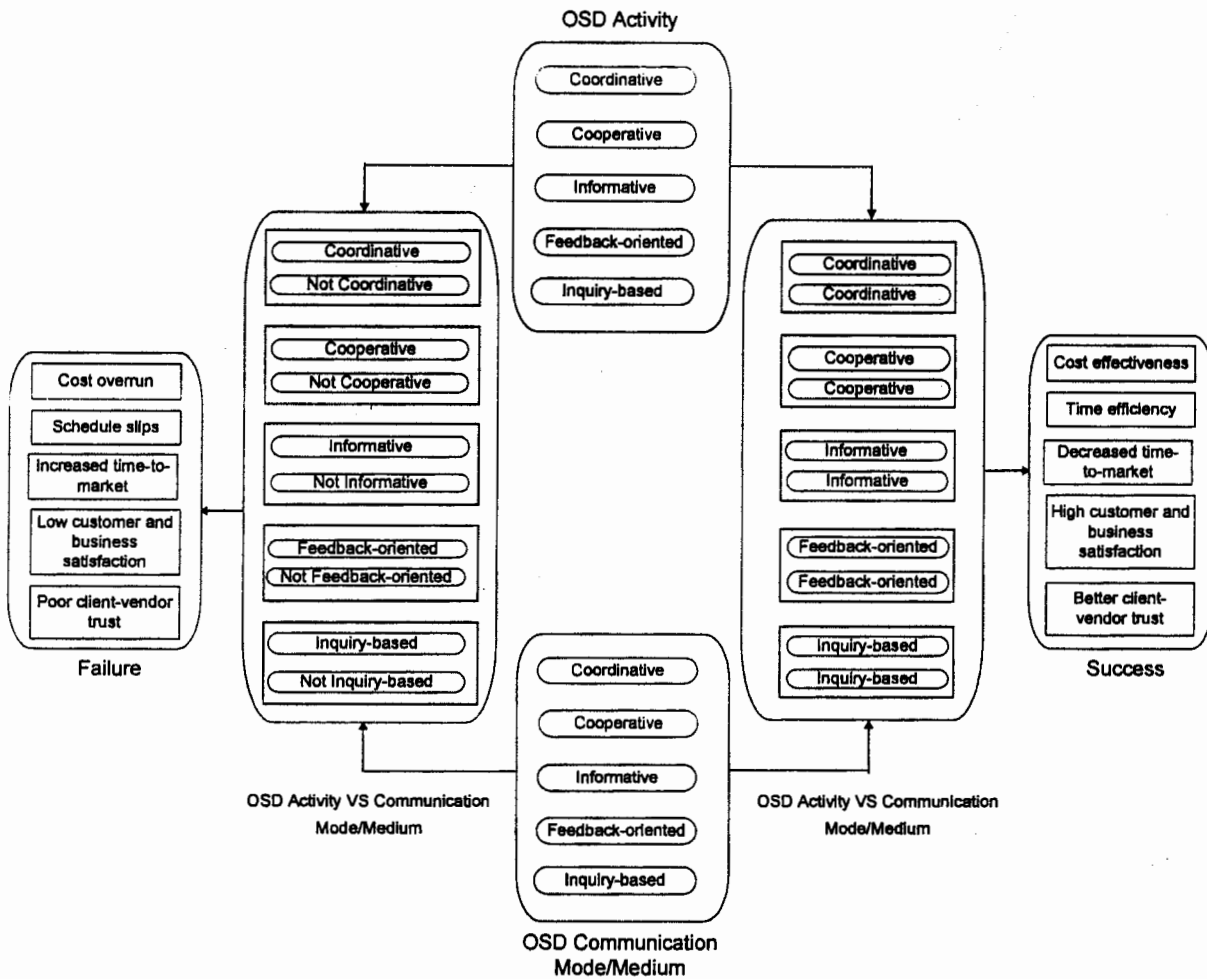 OSD Activity
Coordinative
Cooperative
Informative
Feedback-oriented
Inquiry-based
Coordinative
Not Coordinative
Cooperative
Not Cooperative
Informative
Not Informative
Feedback-oriented
Not Feedback-oriented
Inquiry-based
Not Inquiry-based
OSD Activity VS Communication
Mode/Medium
Cost overrun
Schedule slips
Increased time-to-
market
Low customer and
business
satisfaction
Poor client-vendor
trust
Failure
Coordinative
Coordinative
Cooperative
Cooperative
Informative
Informative
Feedback-oriented
Feedback-oriented
Inquiry-based
Inquiry-based
OSD Activity VS Communication
Mode/Medium
Cost effectiveness
Time efficiency
Decreased time-
to-market
High customer and
business
satisfaction
Better client-
vendor trust
Success
Coordinative
Cooperative
Informative
Feedback-oriented
Inquiry-based
OSD Communication
Mode/Medium